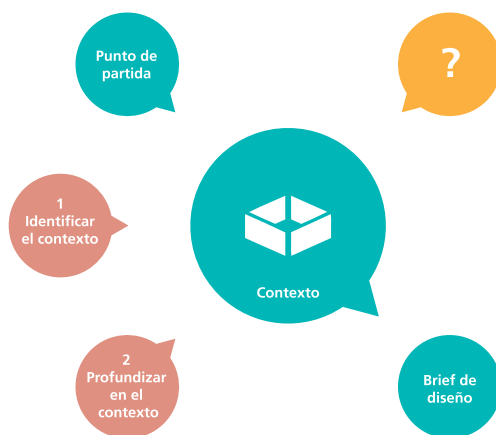 Punto de
partida
?
1
Identificar
el contexto
Contexto
2
Profundizar
en el
contexto
Brief de
diseño